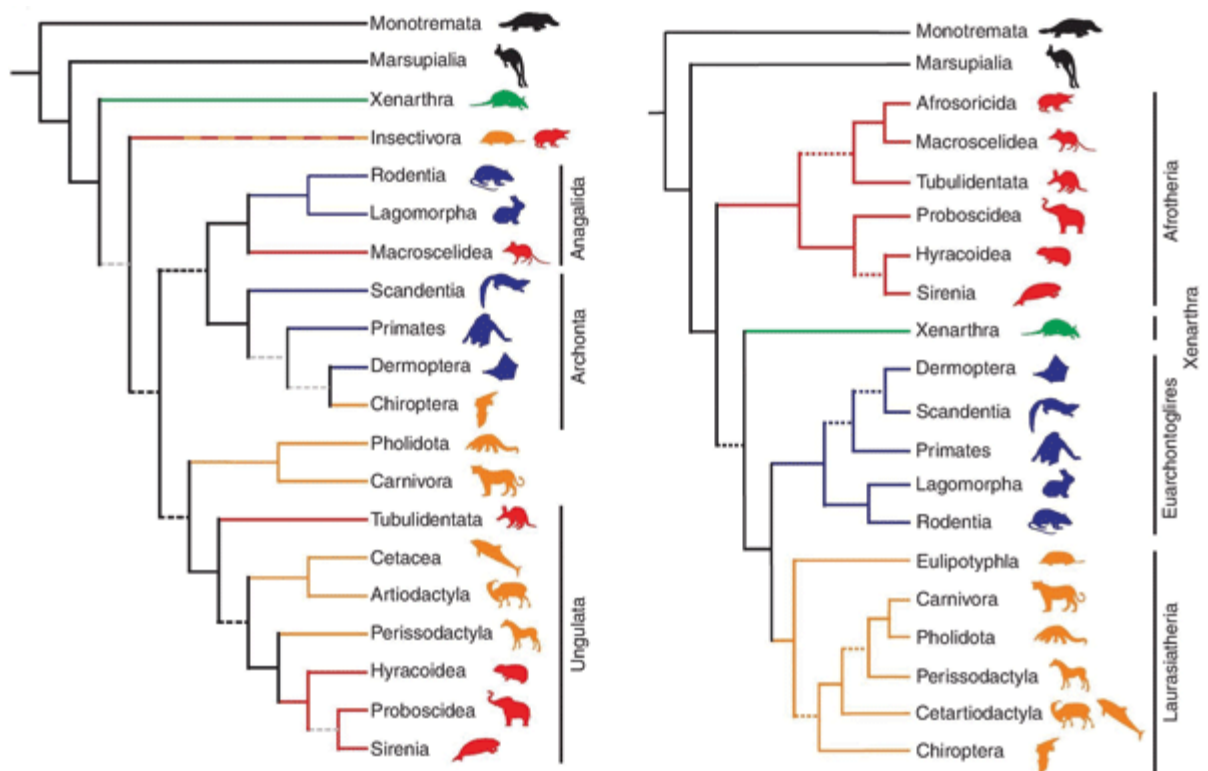 Monotremata
Marsupialia
Xenarthra
Insectivora
Rodentia
Lagomorpha
Macroscelidea
Anagalida
Scandentia
Primates
Dermoptera
Chiroptera
Archonta
Pholidota
Carnivora
Tubulidentata
Cetacea
Artiodactyla
Perissodactyla
Hyracoidea
Proboscidea
Sirenia
Ungulata
Monotremata
Marsupialia
Afrosoricida
Macroscelidea
Tubulidentata
Proboscidea
Hyracoidea
Sirenia
Afrotheria
Xenarthra
Xenarthra
Dermoptera
Scandentia
Primates
Lagomorpha
Rodentia
Euarchontoglires
Eulipotyphla
Carnivora
Pholidota
Perissodactyla
Cetartiodactyla
Chiroptera
Laurasiatheria